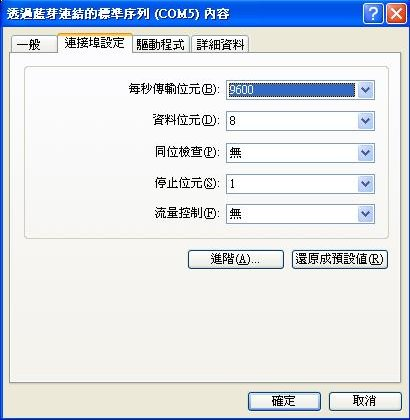 透過藍芽連結的標準序列 (COM5) 內容
一般 連接埠設定 驅動程式 詳細資料
每秒傳輸位元(B): 9600
資料位元(D): 8
同位檢查(P): 無
停止位元(S): 1
流量控制(F): 無
進階(A)... 還原成預設值(R)
確定 取消